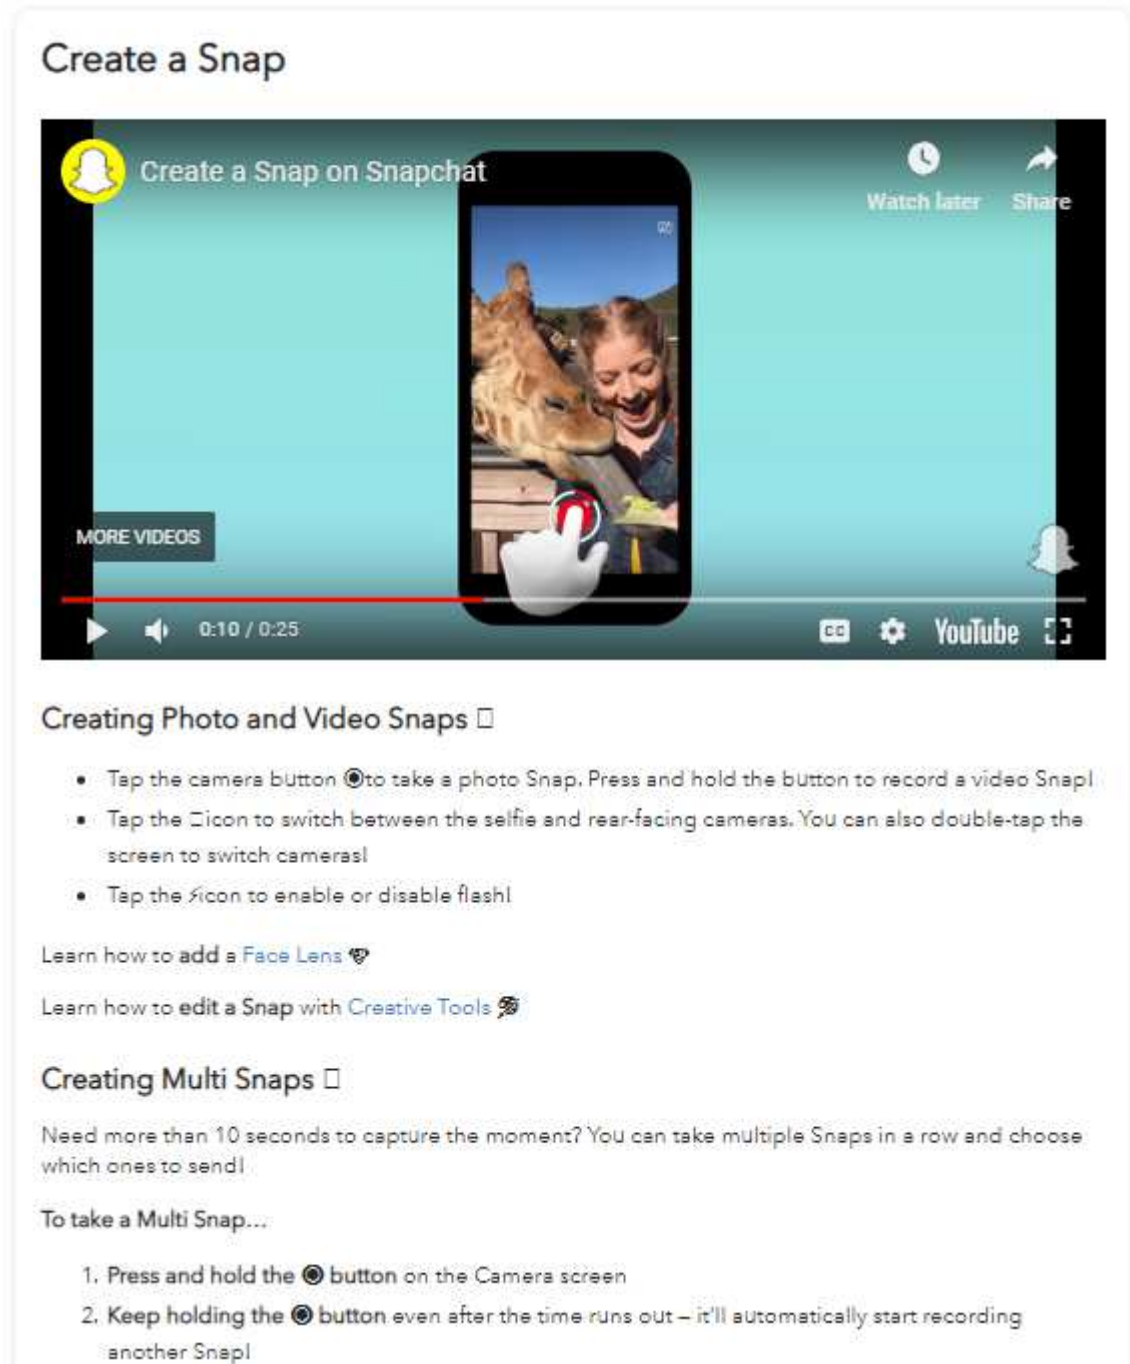 Create a Snap
Create a Snap on Snapchat
Watch later
Share
MORE VIDEOS
0:10 / 0:25
CC
YouTube
Creating Photo and Video Snaps
• Tap the camera button to take a photo Snap. Press and hold the button to record a video Snap!
• Tap the icon to switch between the selfie and rear-facing cameras. You can also double-tap the
screen to switch cameras!
• Tap the ⚡icon to enable or disable flash!
Learn how to add a Face Lens
Learn how to edit a Snap with Creative Tools
Creating Multi Snaps
Need more than 10 seconds to capture the moment? You can take multiple Snaps in a row and choose
which ones to send!
To take a Multi Snap...
1. Press and hold the button on the Camera screen
2. Keep holding the button even after the time runs out – it'll automatically start recording
another Snap!